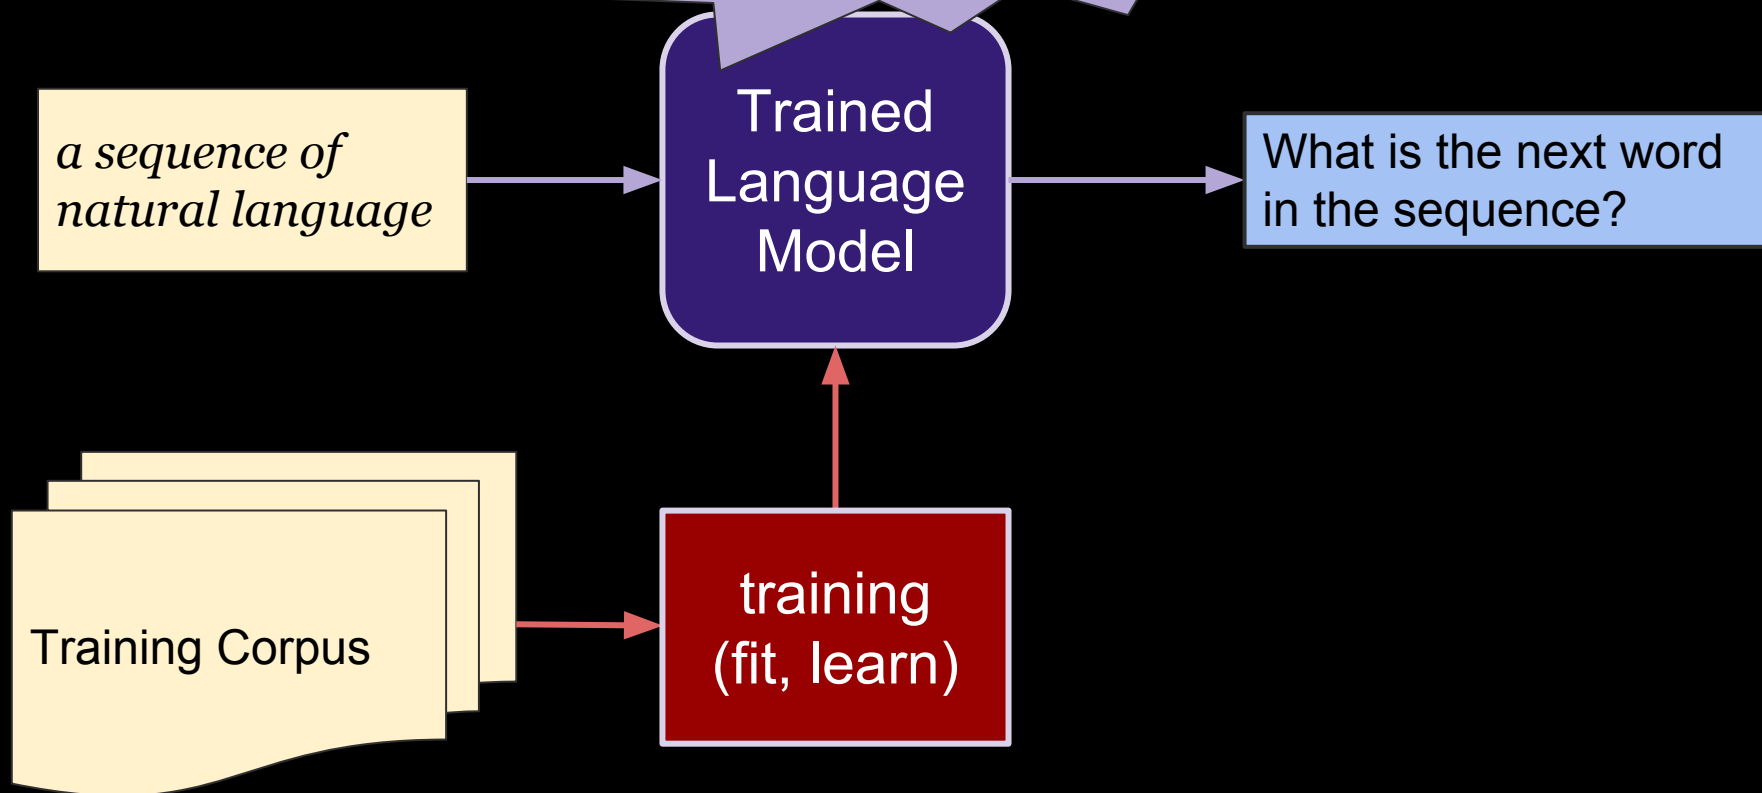 a sequence of
natural language
Trained
Language
Model
What is the next word
in the sequence?
Training Corpus
training
(fit, learn)